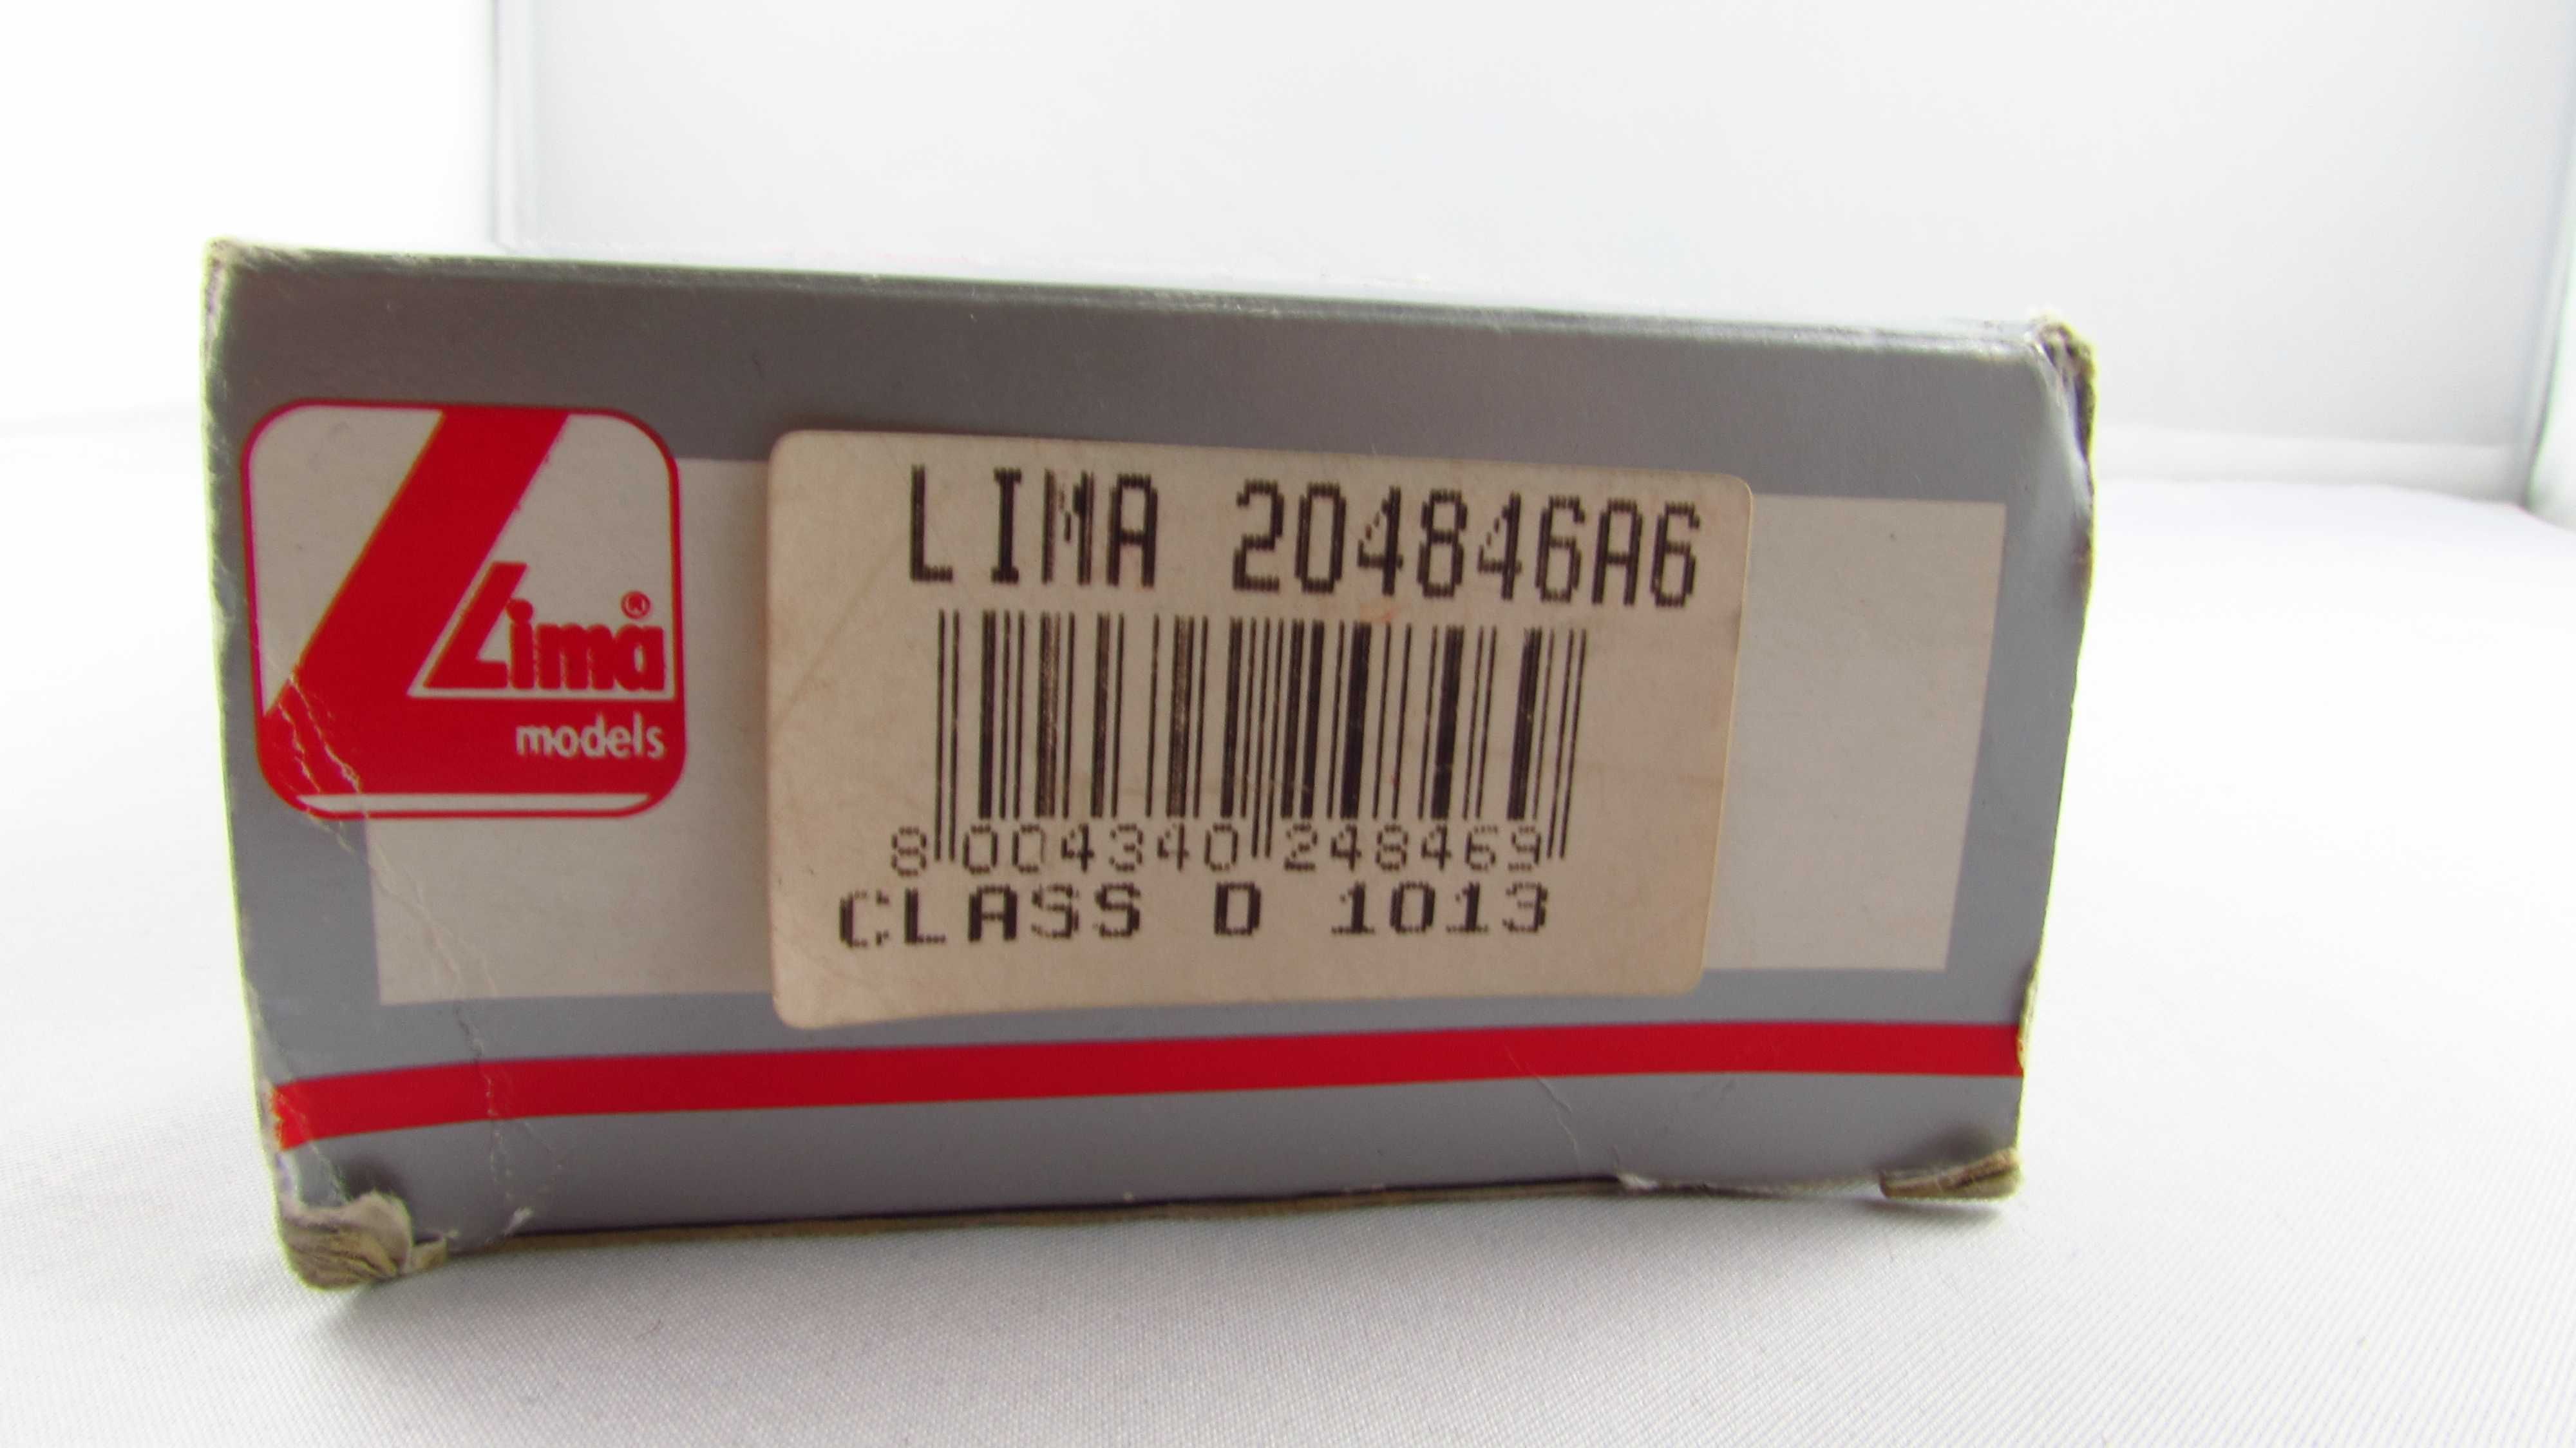 Lima®
models
LIMA 204846A6
8 004340 248469
CLASS D 1013